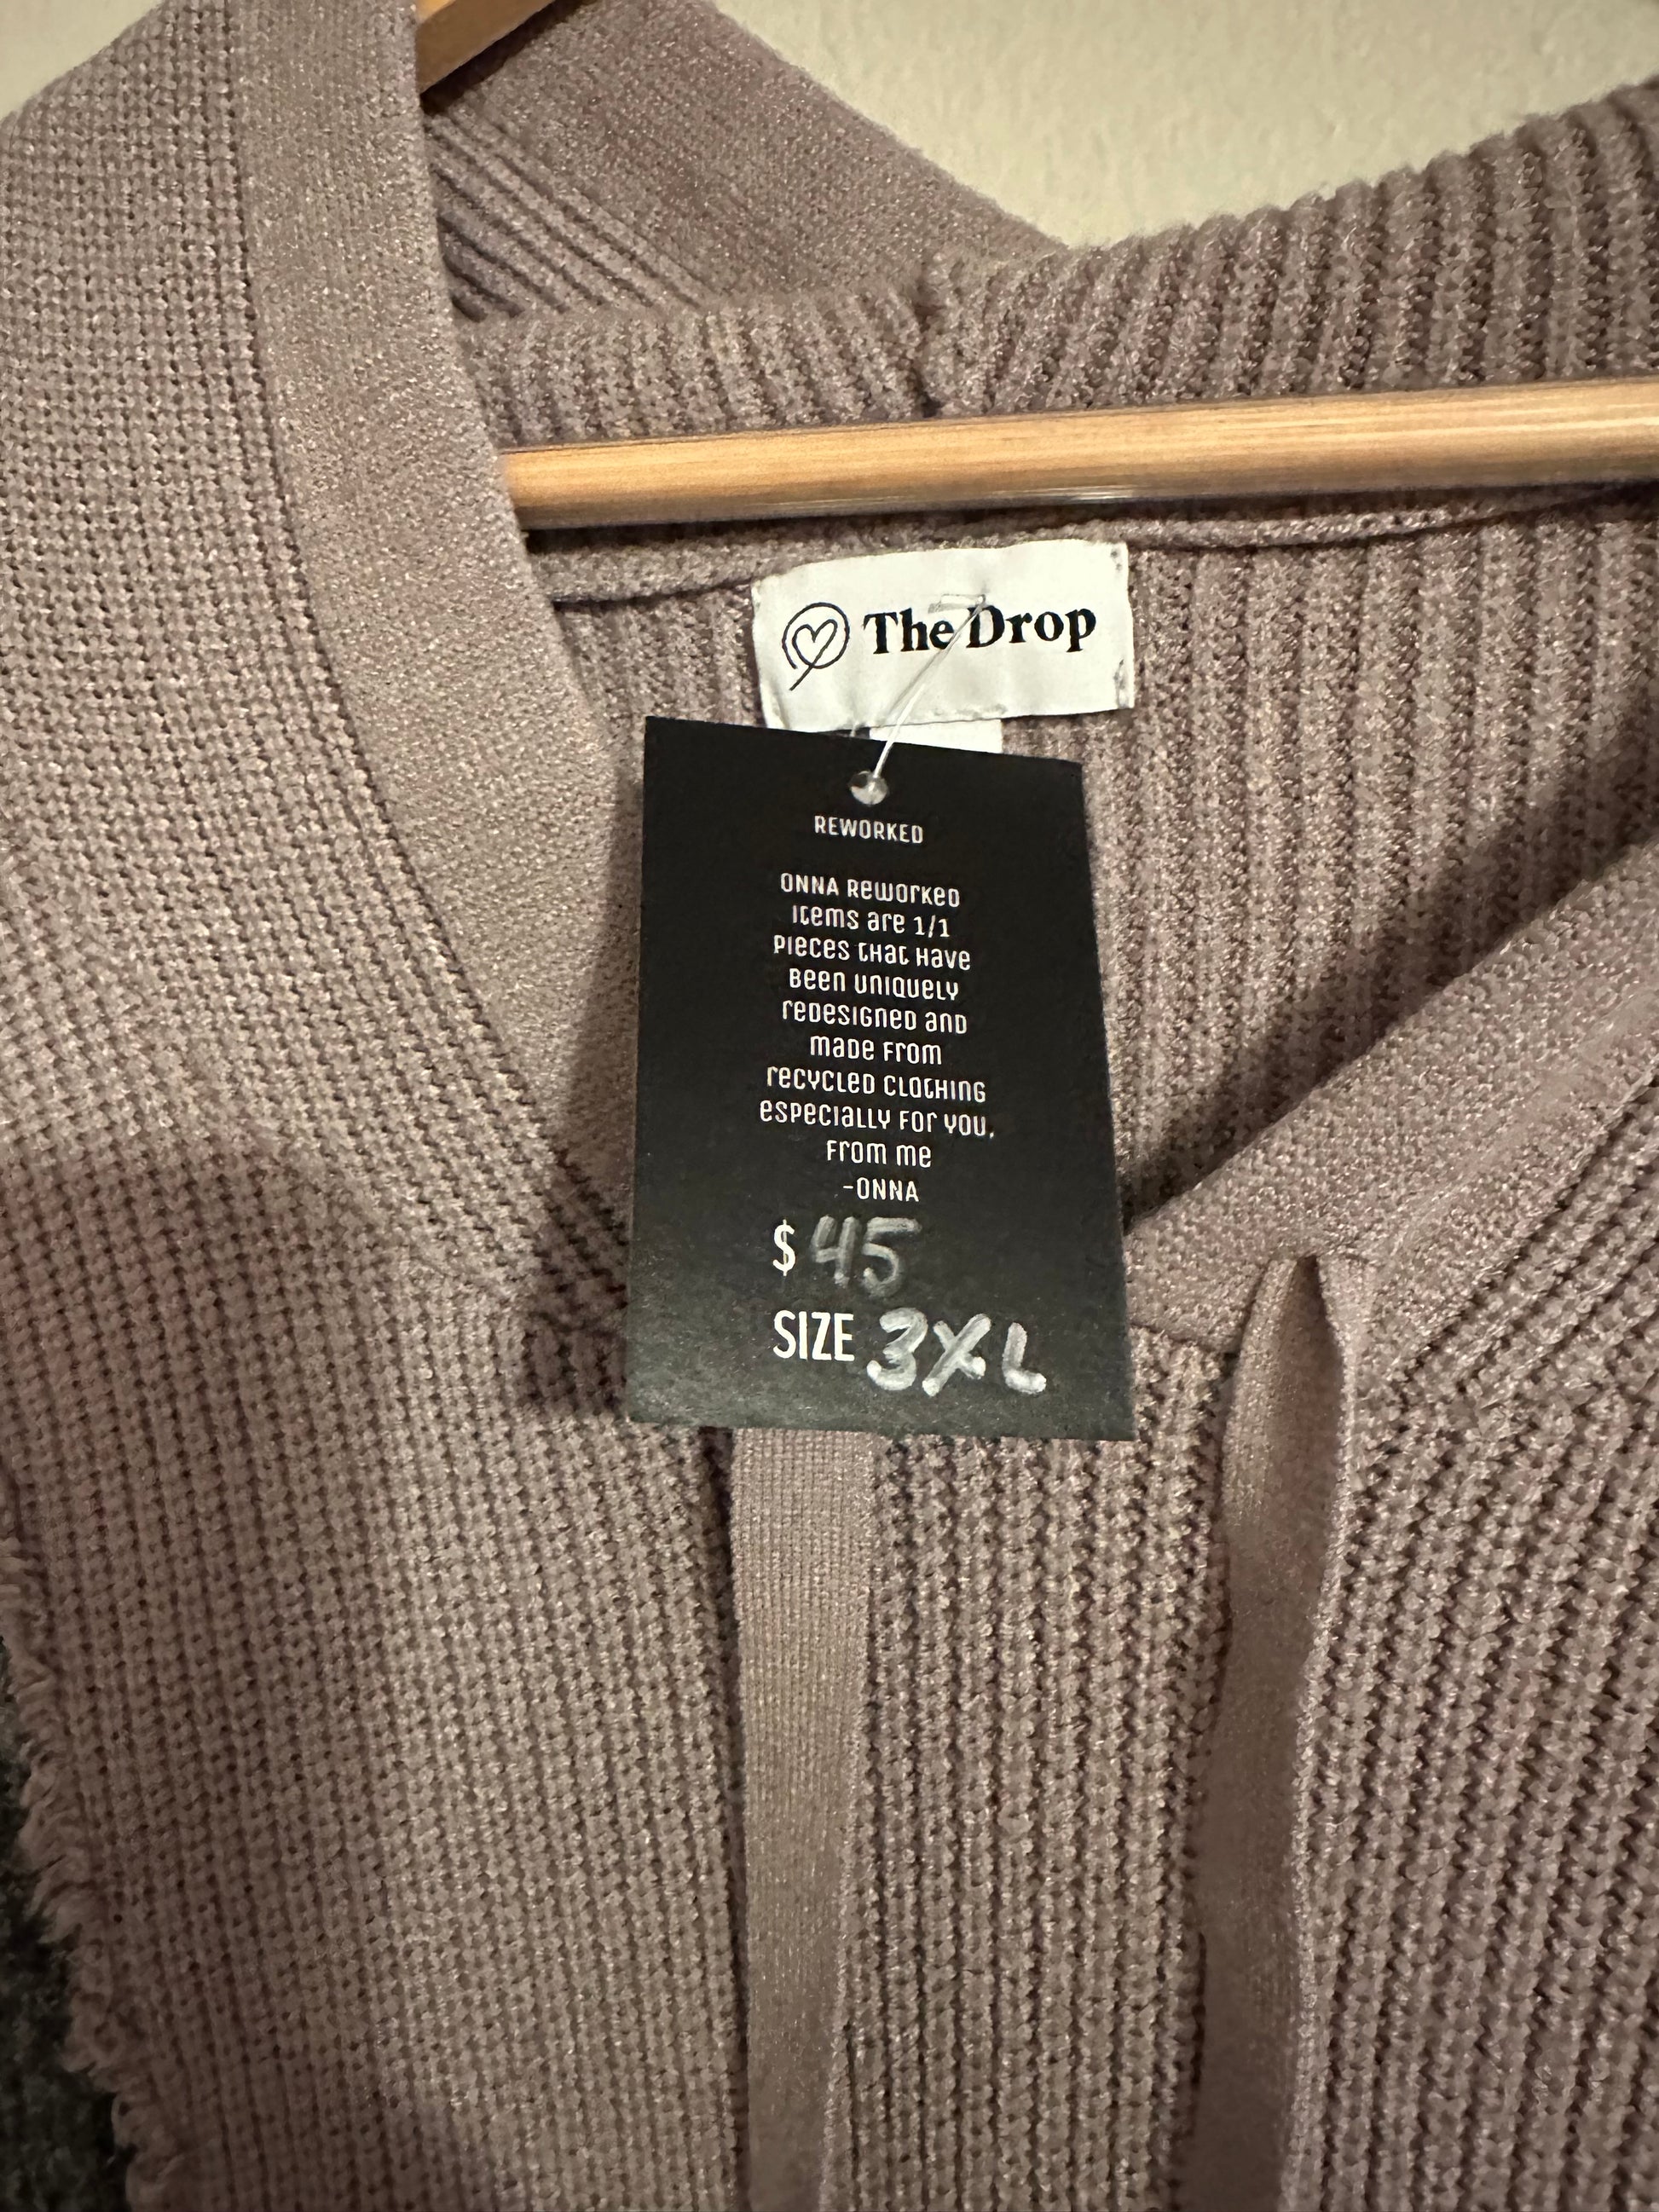 The Drop
REWORKED
ONNA Reworked
Items are 1/1
pieces that have
been uniquely
redesigned and
made from
recycled clothing
especially for you,
from me
-ONNA
$ 45
SIZE 3XL